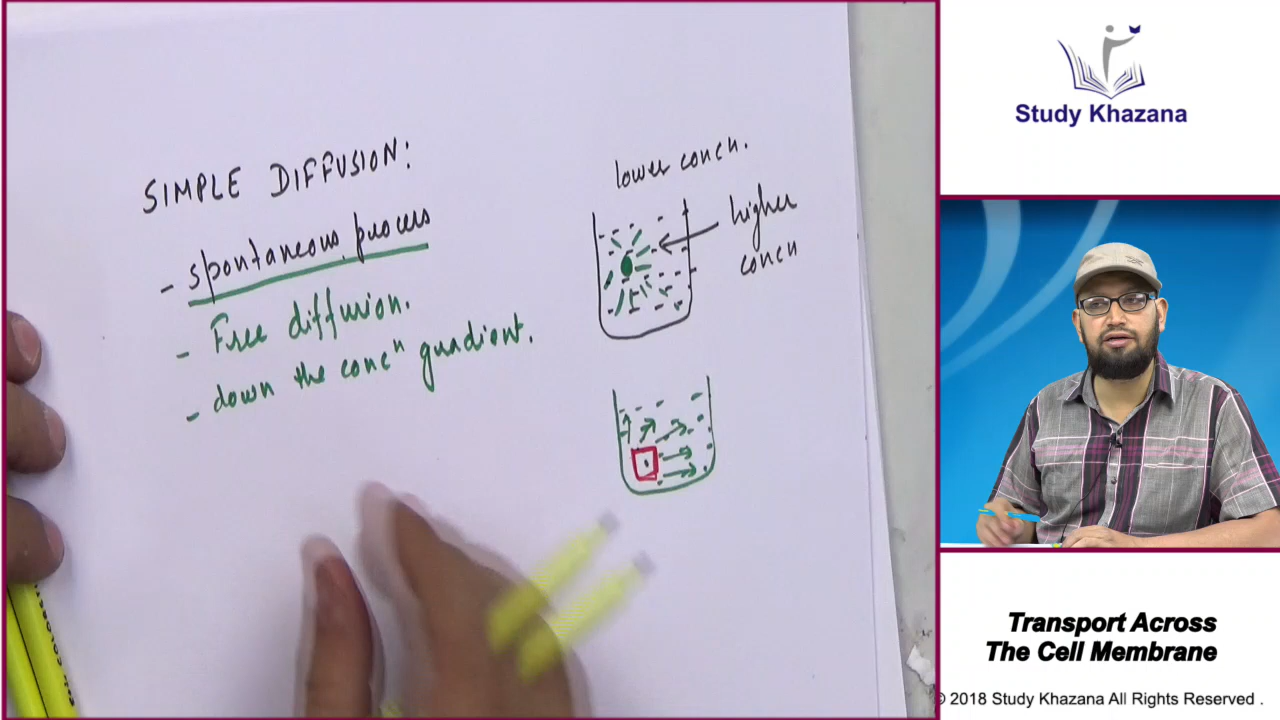 SIMPLE DIFFUSION:
- spontaneous process
- Free diffusion.
- down the concⁿ gradient.
lower concn.
higher
concn
Study Khazana
Transport Across
The Cell Membrane
© 2018 Study Khazana All Rights Reserved .